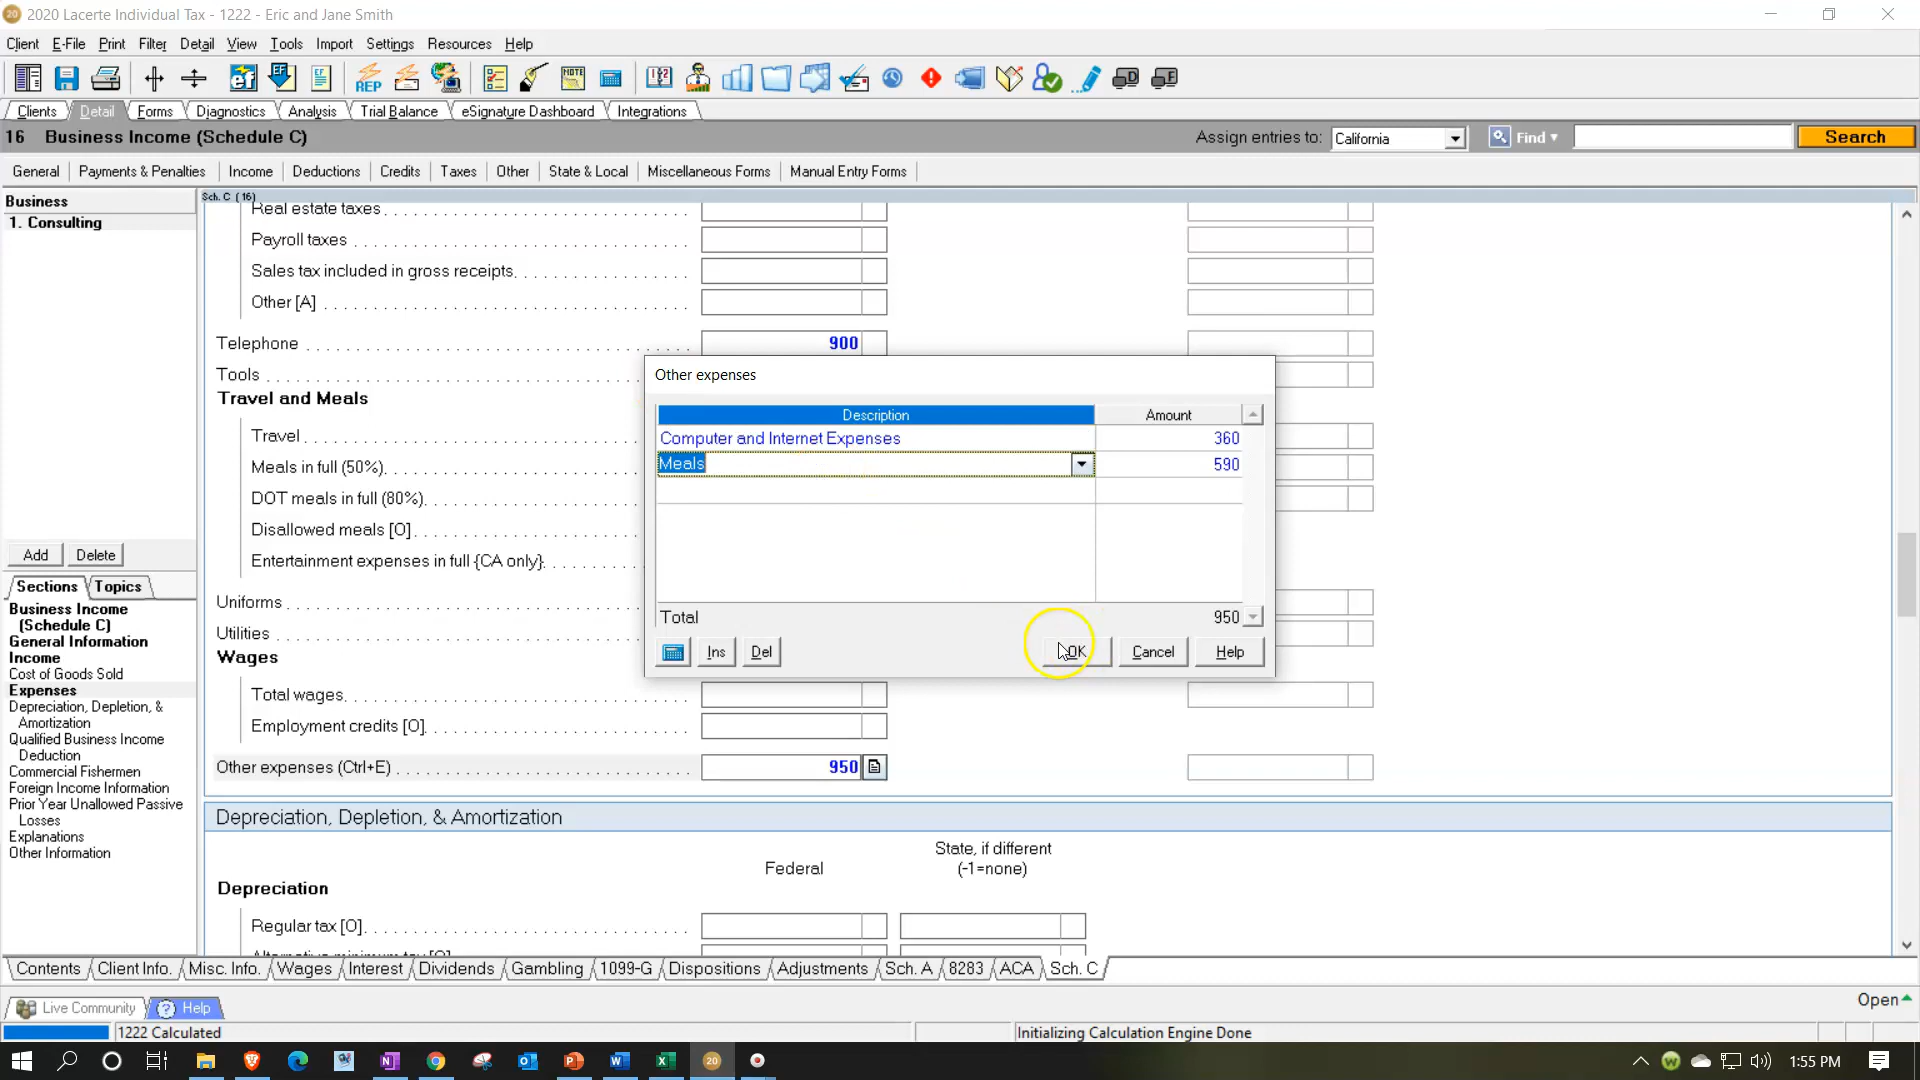 2020 Lacerte Individual Tax - 1222 - Eric and Jane Smith
Client E-File Print Filter Detail View Tools Import Settings Resources Help
Clients Detail Forms Diagnostics Analysis Trial Balance eSignature Dashboard Integrations
16 Business Income (Schedule C) Assign entries to: California Find Search
General Payments & Penalties Income Deductions Credits Taxes Other State & Local Miscellaneous Forms Manual Entry Forms
Business
1. Consulting
Add Delete
Sections Topics
Business Income
(Schedule C)
General Information
Income
Cost of Goods Sold
Expenses
Depreciation, Depletion, &
Amortization
Qualified Business Income
Deduction
Commercial Fishermen
Foreign Income Information
Prior Year Unallowed Passive
Losses
Explanations
Other Information
Sch. C (16)
Real estate taxes
Payroll taxes
Sales tax included in gross receipts
Other [A]
Telephone 900
Tools
Travel and Meals
Travel
Meals in full (50%)
DOT meals in full (80%)
Disallowed meals [O]
Entertainment expenses in full {CA only}
Uniforms
Utilities
Wages
Total wages
Employment credits [O]
Other expenses (Ctrl+E) 950
Other expenses
Description Amount
Computer and Internet Expenses 360
Meals 590
Total 950
Ins Del OK Cancel Help
Depreciation, Depletion, & Amortization
Federal
State, if different
(-1=none)
Depreciation
Regular tax [O]
Alternative minimum tax [O]
Contents Client Info. Misc. Info. Wages Interest Dividends Gambling 1099-G Dispositions Adjustments Sch. A 8283 ACA Sch. C
Live Community Help Open
1222 Calculated Initializing Calculation Engine Done
1:55 PM